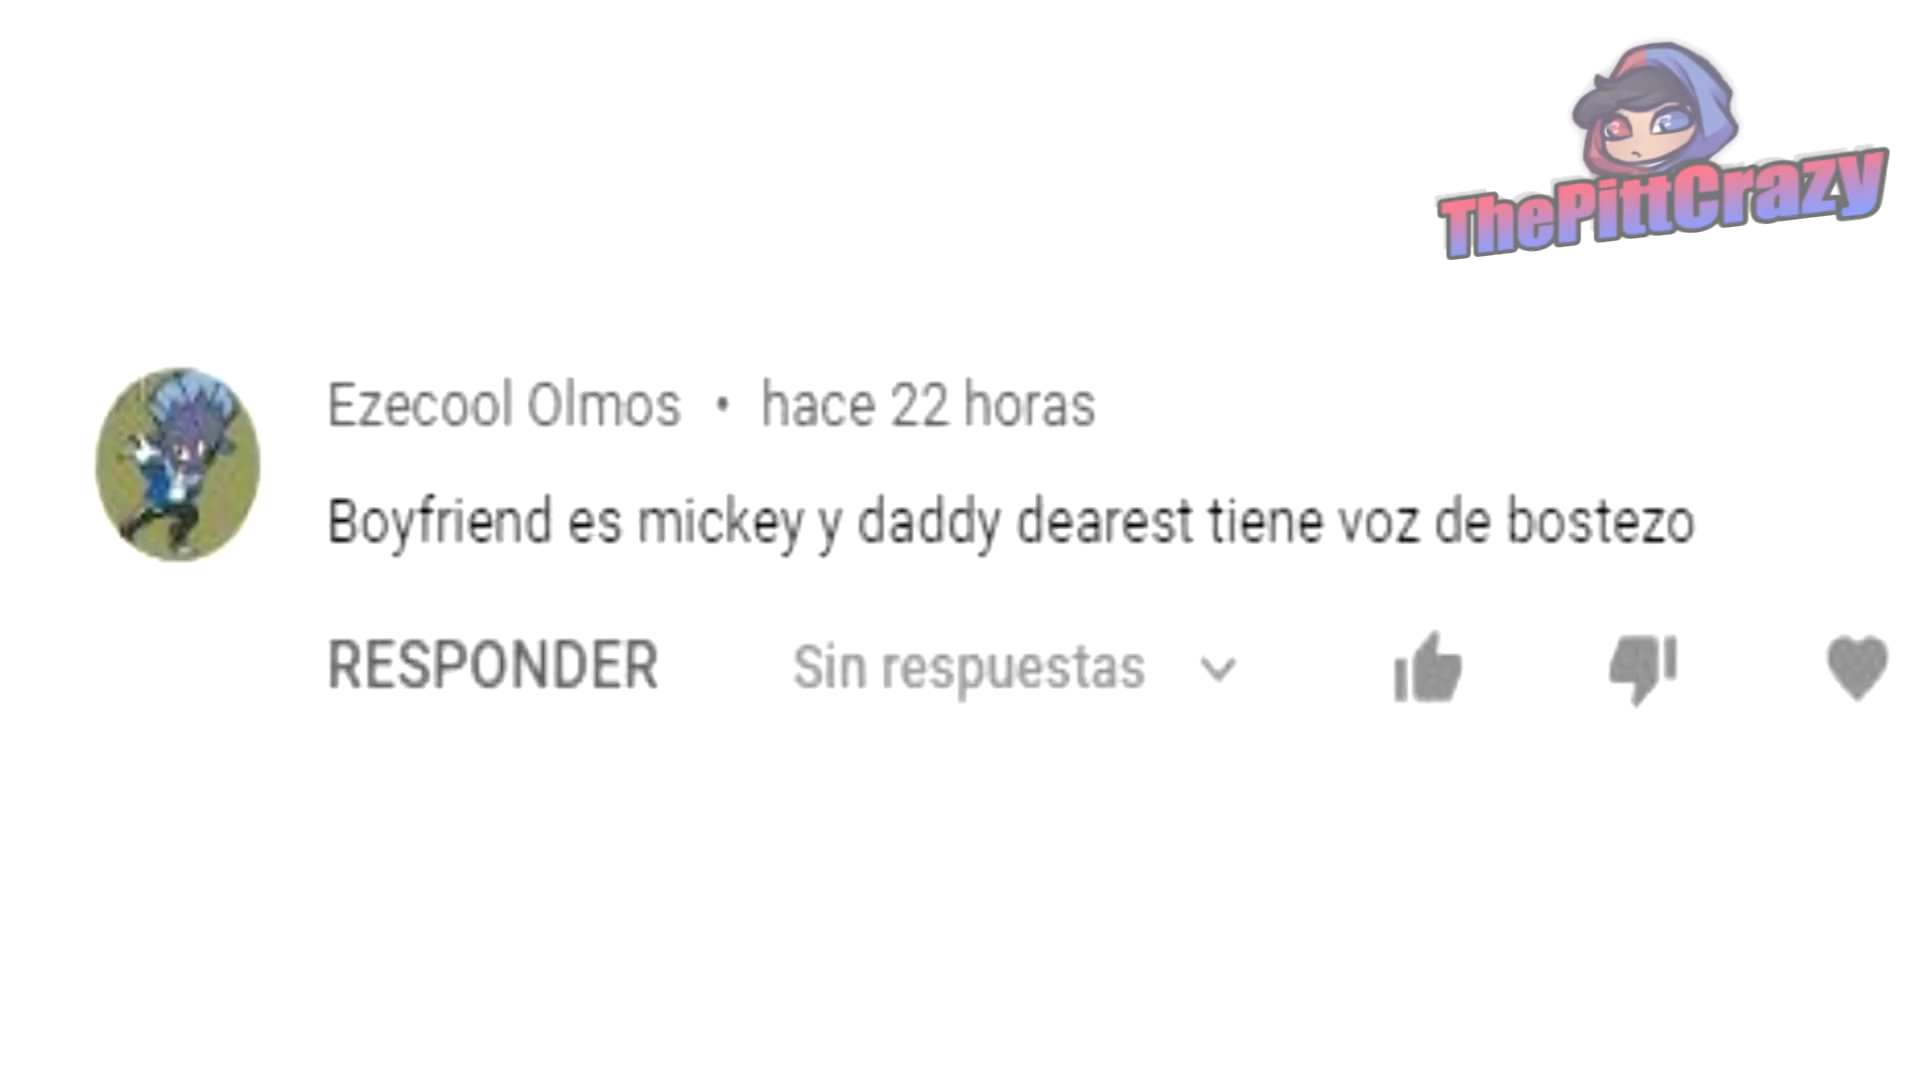 ThePittCrazy
Ezecool Olmos • hace 22 horas
Boyfriend es mickey y daddy dearest tiene voz de bostezo
RESPONDER Sin respuestas